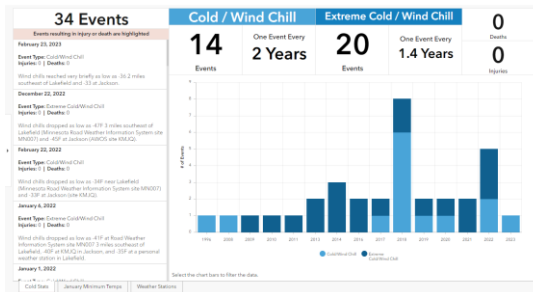 34 Events
Events resulting in injury or death are highlighted
February 23, 2023
Event Type: Cold/Wind Chill
Injuries: 0 | Deaths: 0
Wind chills reached very briefly as low as -36.2 miles
southeast of Lakefield and -33 at Jackson.
December 22, 2022
Event Type: Extreme Cold/Wind Chill
Injuries: 0 | Deaths: 0
Wind chills dropped as low as -47F 3 miles southeast of
Lakefield (Minnesota Road Weather Information System site
MN007) and -45F at Jackson (AWOS site KMJQ).
February 22, 2022
Event Type: Cold/Wind Chill
Injuries: 0 | Deaths: 0
Wind chills dropped as low as -34F near Lakefield
(Minnesota Road Weather Information System site MN007)
and -33F at Jackson (site KMJQ).
January 6, 2022
Event Type: Cold/Wind Chill
Injuries: 0 | Deaths: 0
Wind chills dropped as low as -41F at Road Weather
Information System site MN007 3 miles southeast of
Lakefield, -40F at KMJQ in Jackson, and -35F at a personal
weather station in Lakefield.
January 1, 2022
Cold / Wind Chill
14
Events
One Event Every
2 Years
Extreme Cold / Wind Chill
20
Events
One Event Every
1.4 Years
0
Deaths
0
Injuries
# of Events
9
8
7
6
5
4
3
2
1
0
1996 2008 2009 2010 2011 2013 2014 2015 2016 2017 2018 2019 2020 2021 2022 2023
Cold/Wind Chill Extreme
Cold/Wind Chill
Select the chart bars to filter the data.
Cold Stats January Minimum Temps Weather Stations